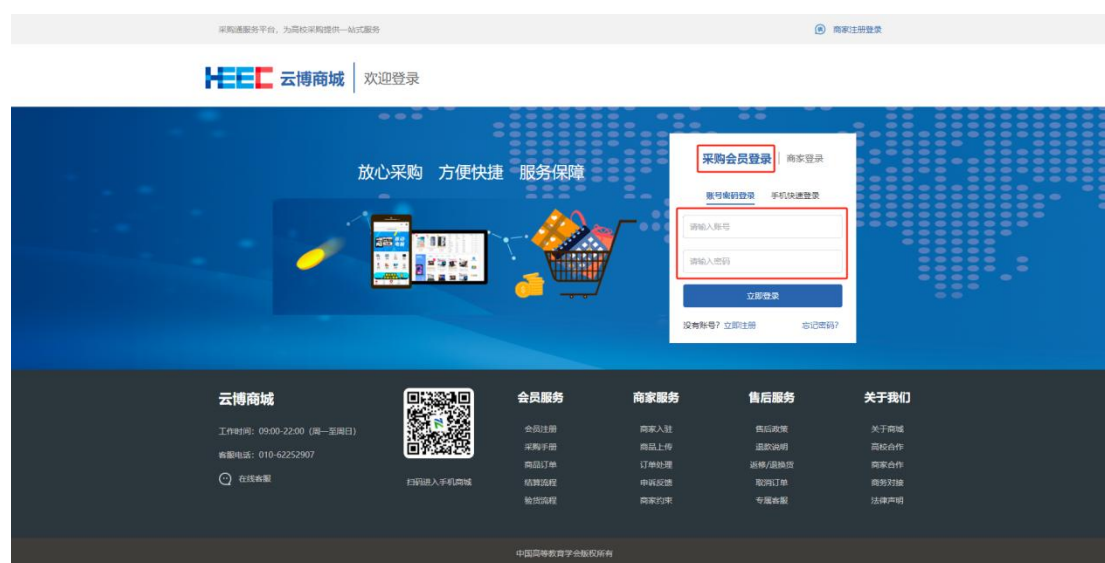 采购通服务平台，为高校采购提供一站式服务
商家注册登录
HEEC 云博商城 欢迎登录
放心采购 方便快捷 服务保障
采购会员登录 商家登录
账号密码登录 手机快速登录
请输入账号
请输入密码
立即登录
没有账号? 立即注册 忘记密码?
云博商城
工作时间：09:00-22:00 (周一至周日)
客服电话：010-62252907
在线客服
扫码进入手机商城
会员服务
会员注册
采购手册
商品订单
结算流程
验货流程
商家服务
商家入驻
商品上传
订单处理
申诉反馈
商家约束
售后服务
售后政策
退款说明
返修/退换货
取消订单
专属客服
关于我们
关于商城
高校合作
商家合作
商务对接
法律声明
中国高等教育学会版权所有